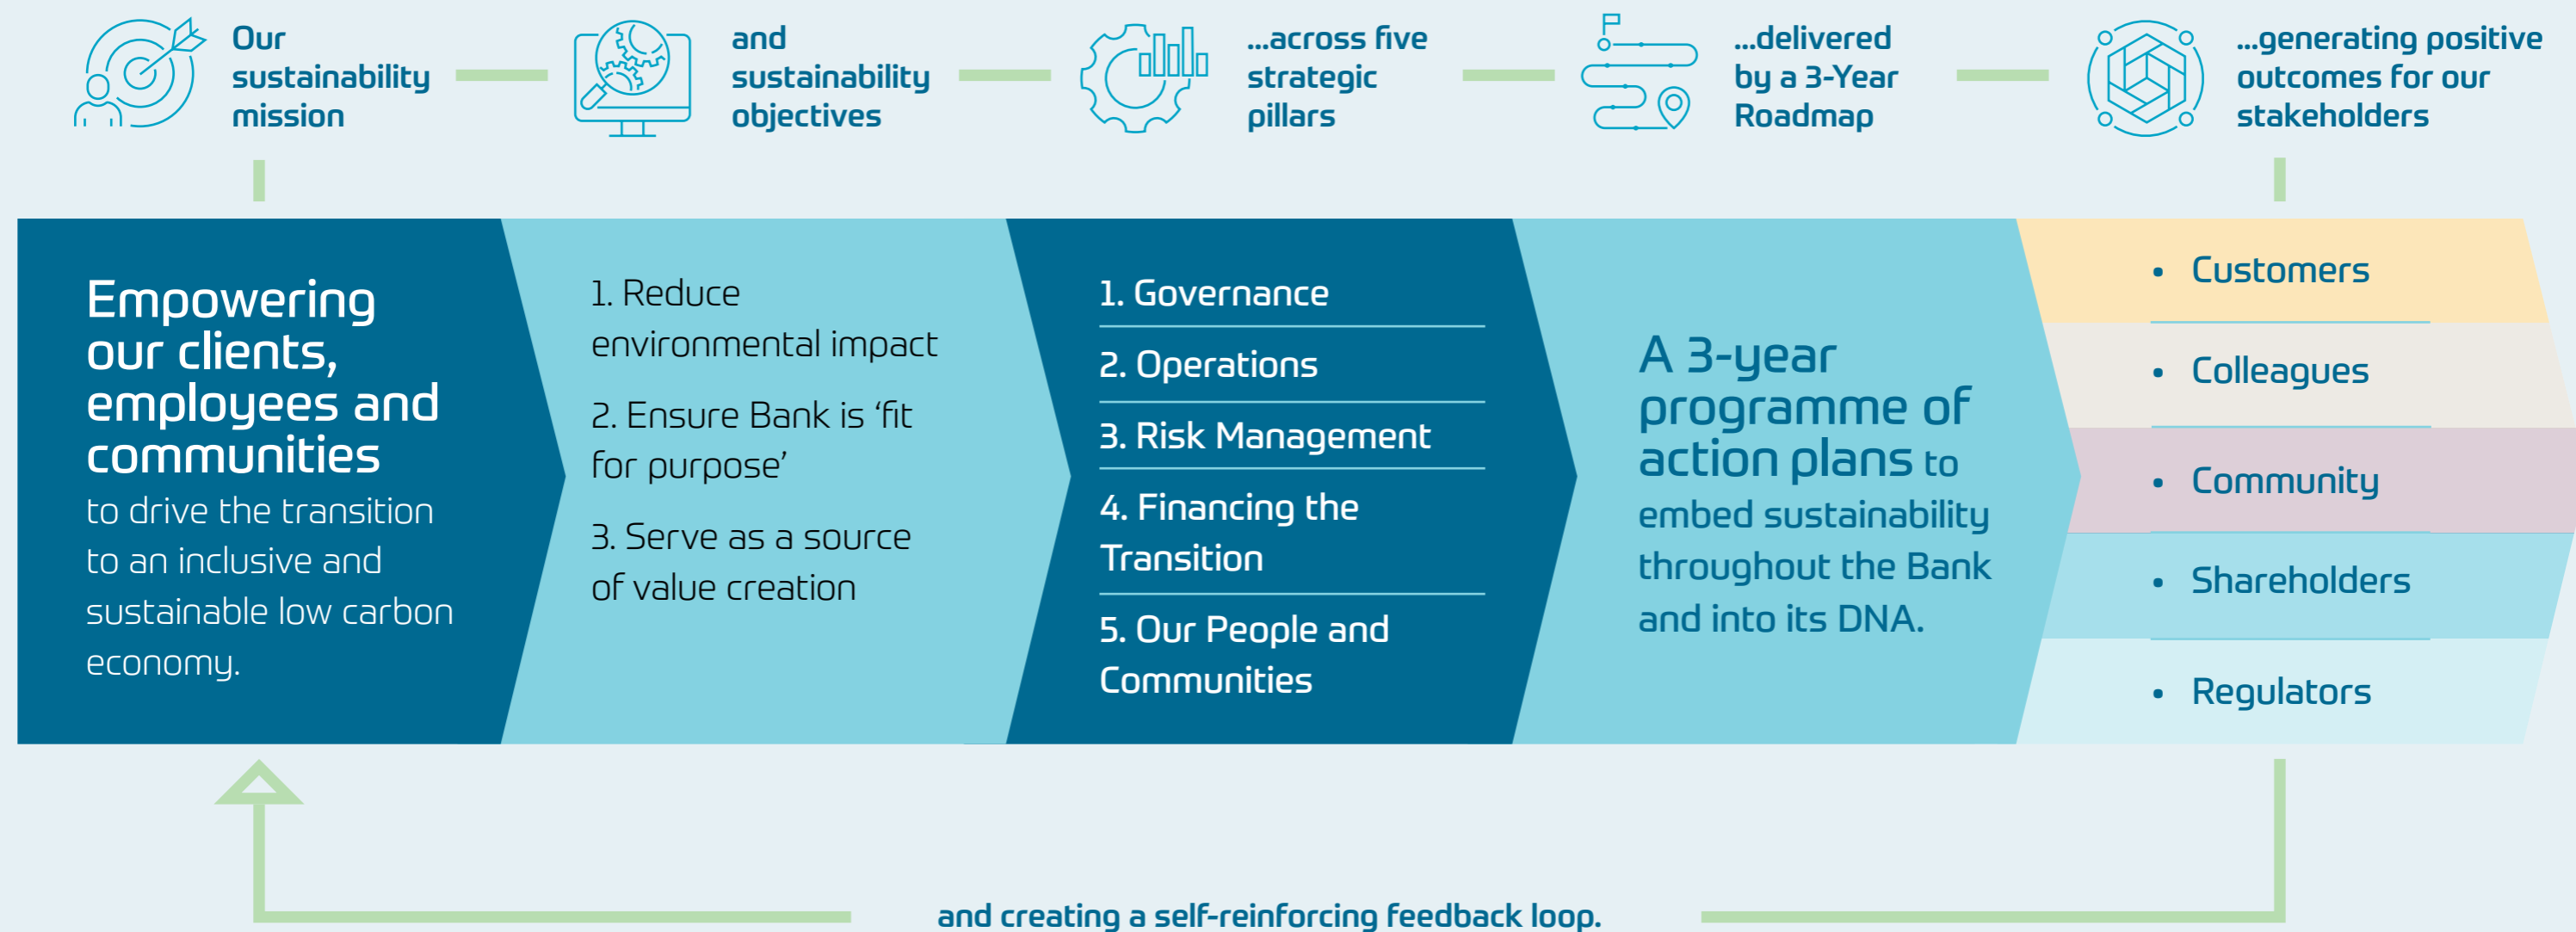 Our
sustainability
mission
and
sustainability
objectives
...across five
strategic
pillars
...delivered
by a 3-Year
Roadmap
...generating positive
outcomes for our
stakeholders
Empowering
our clients,
employees and
communities
to drive the transition
to an inclusive and
sustainable low carbon
economy.
1. Reduce
environmental impact
2. Ensure Bank is ‘fit
for purpose’
3. Serve as a source
of value creation
1. Governance
2. Operations
3. Risk Management
4. Financing the
Transition
5. Our People and
Communities
A 3-year
programme of
action plans to
embed sustainability
throughout the Bank
and into its DNA.
• Customers
• Colleagues
• Community
• Shareholders
• Regulators
and creating a self-reinforcing feedback loop.